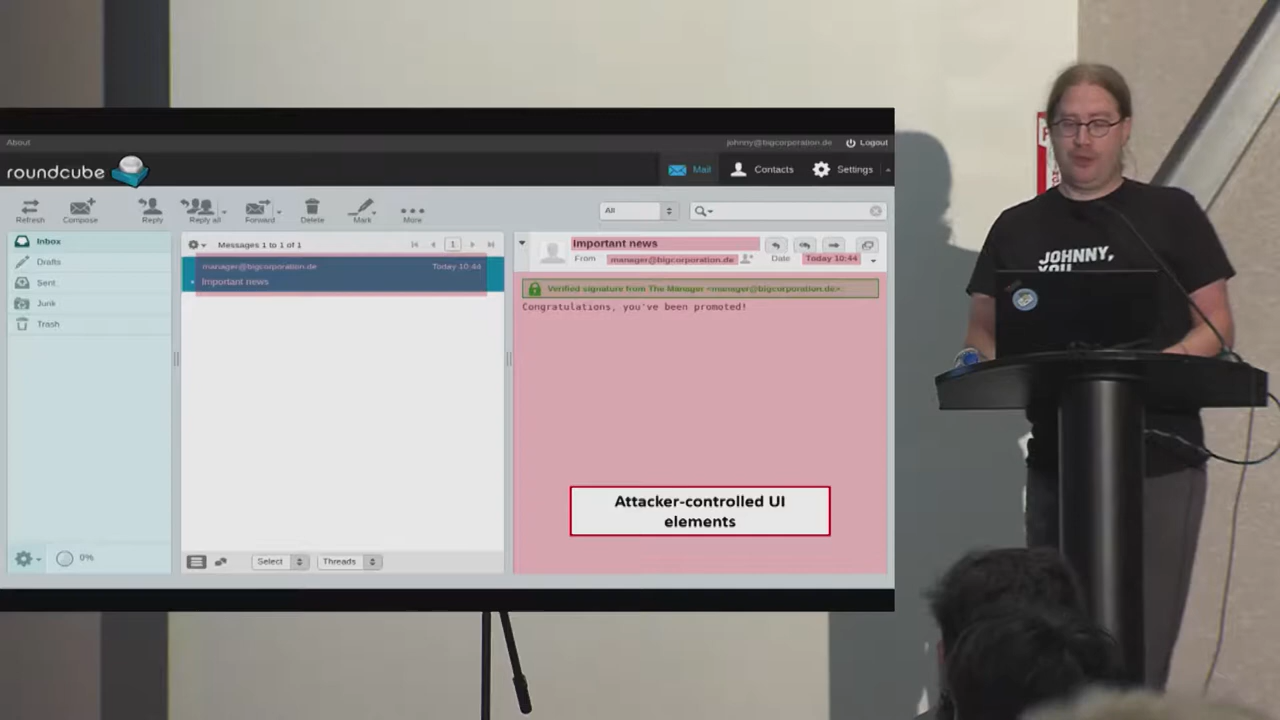 About
johnny@bigcorporation.de
Logout
roundcube
Mail
Contacts
Settings
Refresh
Compose
Reply
Reply all
Forward
Delete
Mark
More
All
Inbox
Drafts
Sent
Junk
Trash
Messages 1 to 1 of 1
1
manager@bigcorporation.de Today 10:44
Important news
Important news
From manager@bigcorporation.de Date Today 10:44
Verified signature from The Manager <manager@bigcorporation.de>.
Congratulations, you've been promoted!
Attacker-controlled UI
elements
0%
Select
Threads
JOHNNY,
YOU